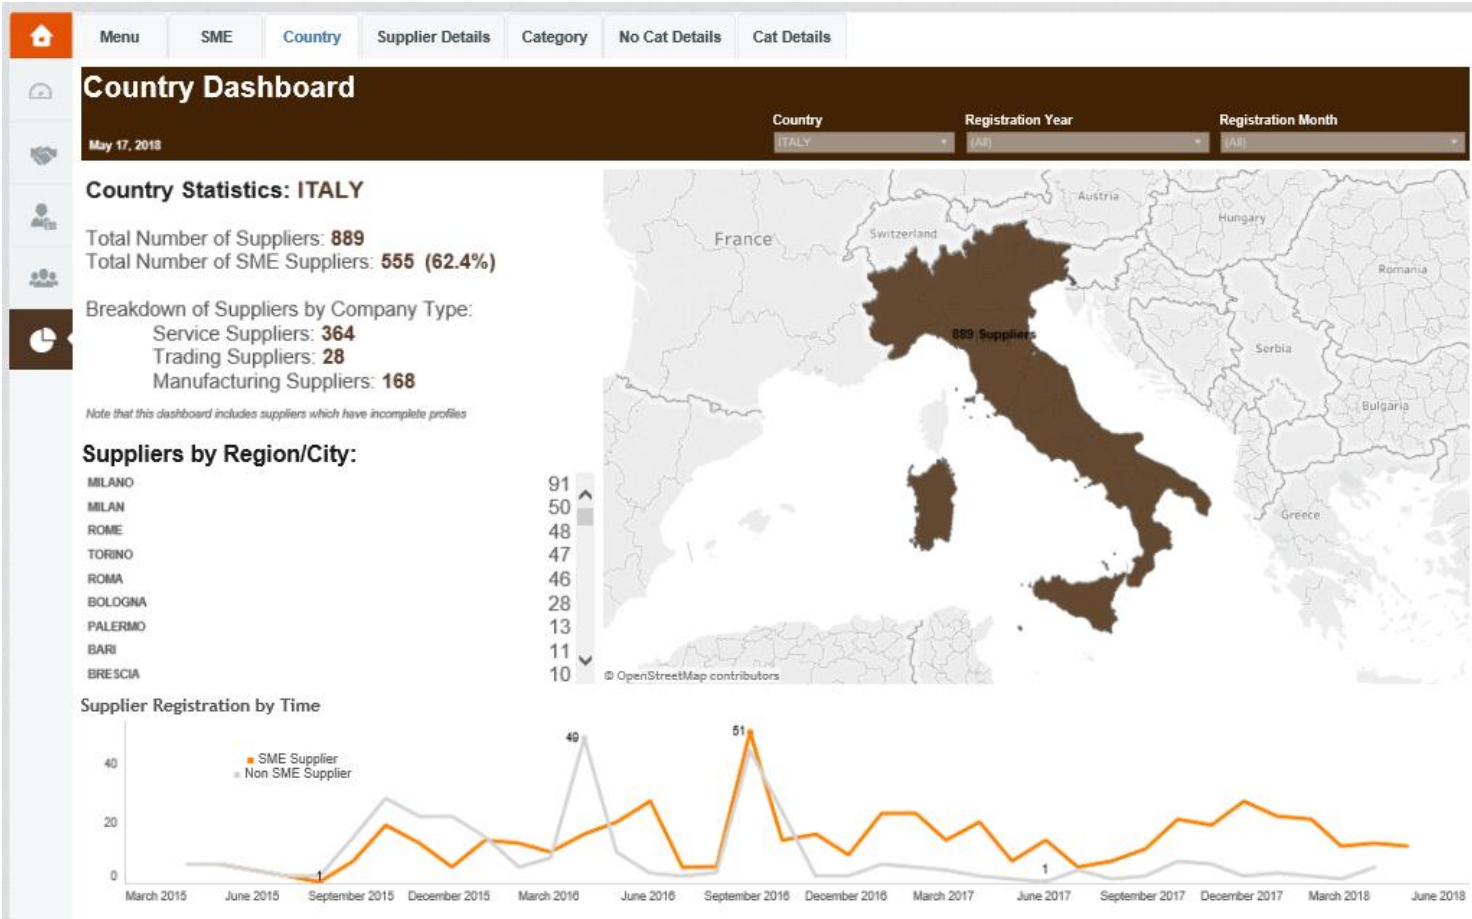 Menu
SME
Country
Supplier Details
Category
No Cat Details
Cat Details
Country Dashboard
Country
Registration Year
Registration Month
May 17, 2018
ITALY
(All)
(All)
Country Statistics: ITALY
Total Number of Suppliers: 889
Total Number of SME Suppliers: 555 (62.4%)
Breakdown of Suppliers by Company Type:
Service Suppliers: 364
Trading Suppliers: 28
Manufacturing Suppliers: 168
Note that this dashboard includes suppliers which have incomplete profiles
Suppliers by Region/City:
MILANO 91
MILAN 50
ROME 48
TORINO 47
ROMA 46
BOLOGNA 28
PALERMO 13
BARI 11
BRESCIA 10
France
Switzerland
Austria
Hungary
Romania
Serbia
Bulgaria
Greece
889 Suppliers
© OpenStreetMap contributors
Supplier Registration by Time
SME Supplier
Non SME Supplier
40
20
0
1
49
51
1
March 2015
June 2015
September 2015
December 2015
March 2016
June 2016
September 2016
December 2016
March 2017
June 2017
September 2017
December 2017
March 2018
June 2018